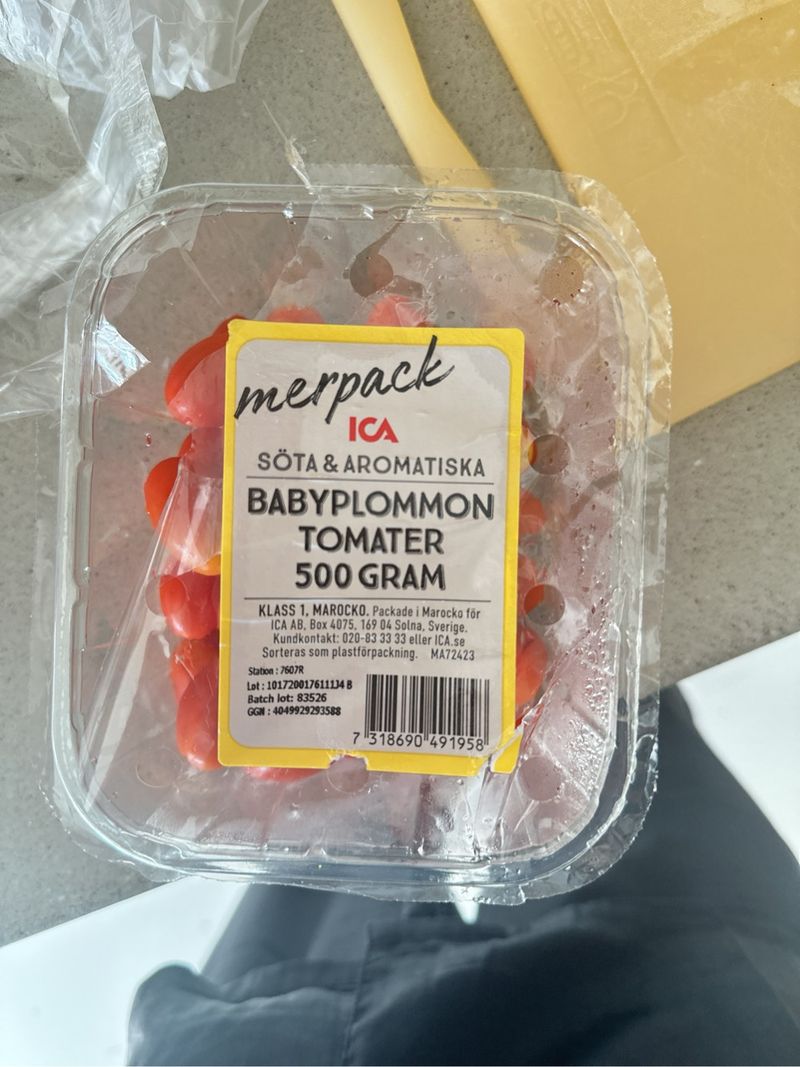 merpack
ICA
SÖTA & AROMATISKA
BABYPLOMMON
TOMATER
500 GRAM
KLASS 1, MAROCKO. Packade i Marocko för
ICA AB, Box 4075, 169 04 Solna, Sverige.
Kundkontakt: 020-83 33 33 eller ICA.se
Sorteras som plastförpackning. MA72423
Station : 7607R
Lot : 101720017611134 B
Batch lot: 83526
GGN : 4049929293588
7 318690 491958